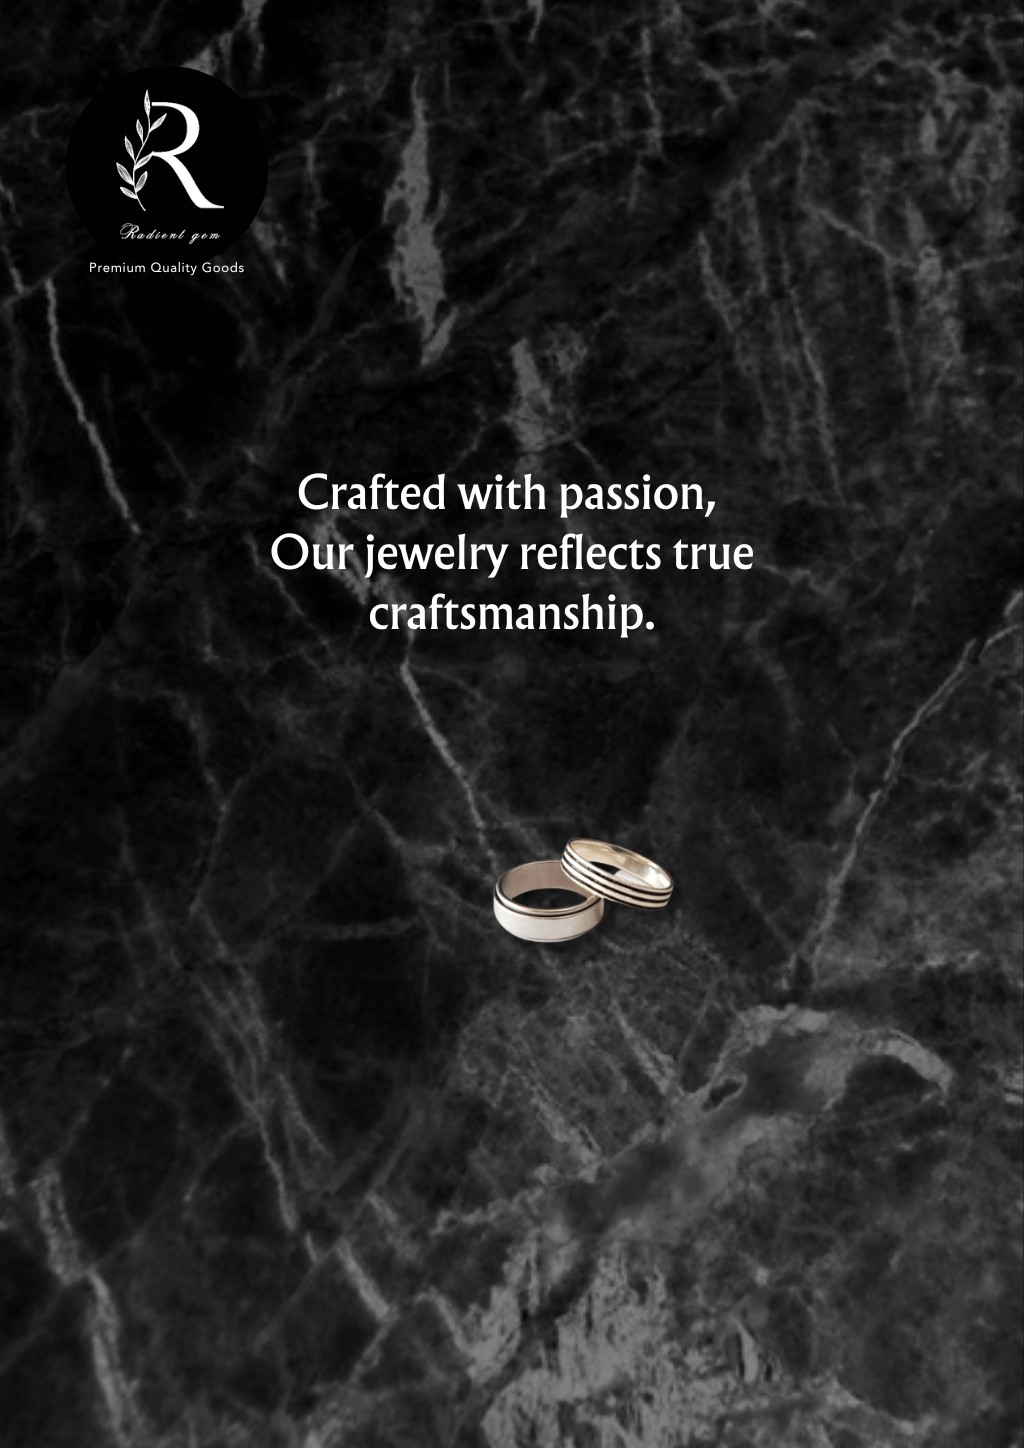 R
Radient gem
Premium Quality Goods
Crafted with passion,
Our jewelry reflects true
craftsmanship.